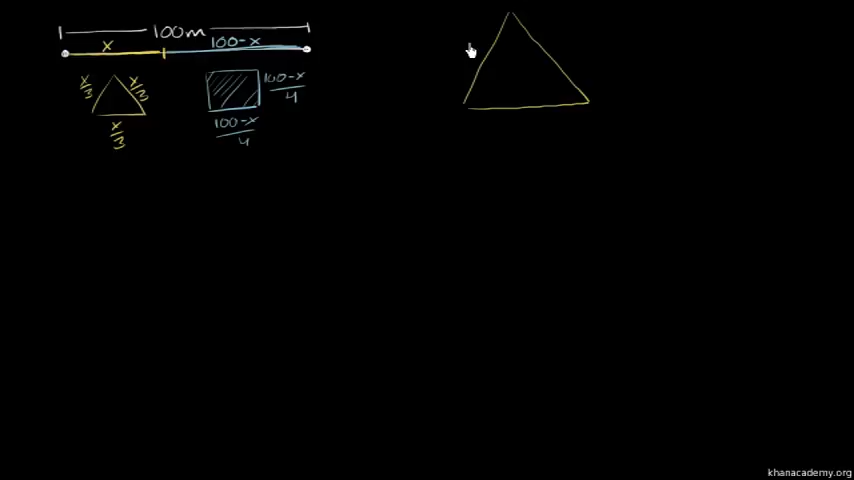 100m
x 100-x
x/3 x/3 100-x/4
x/3 100-x/4
khanacademy.org